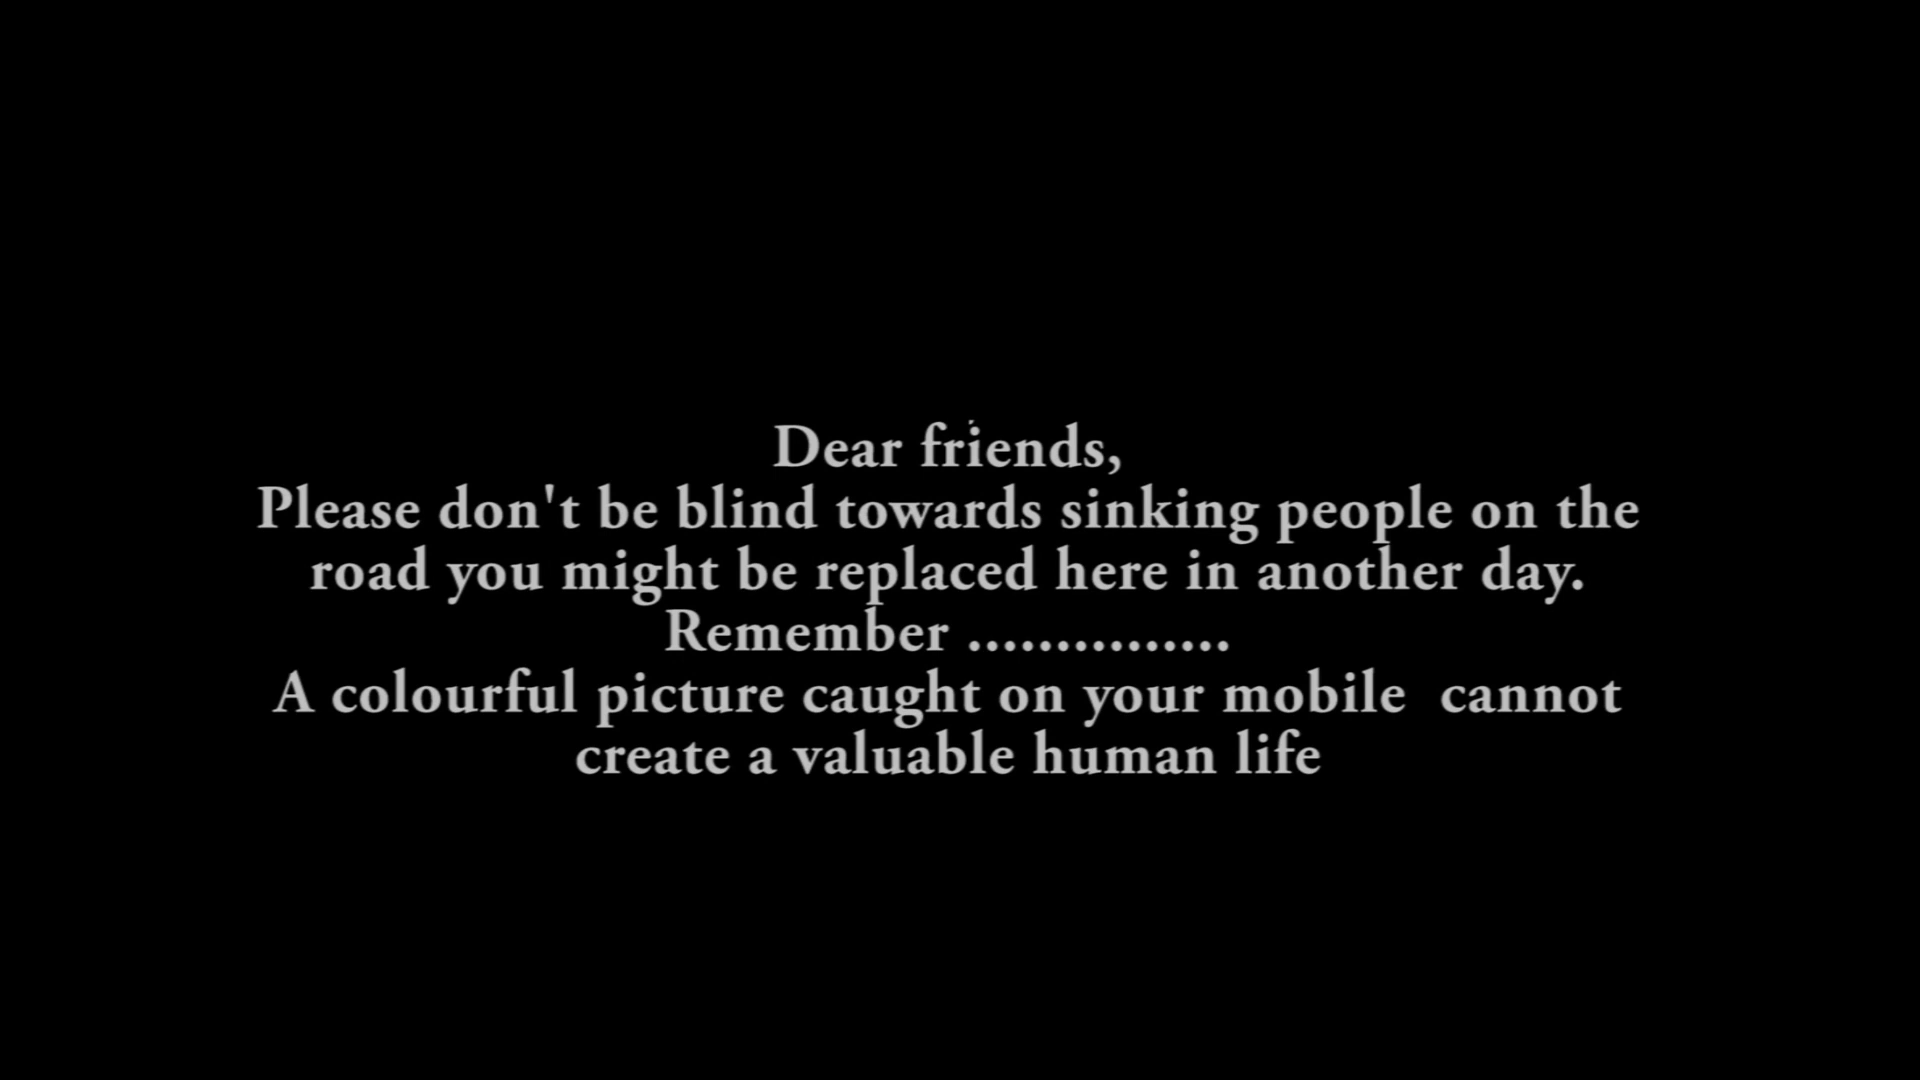 Dear friends,
Please don't be blind towards sinking people on the
road you might be replaced here in another day.
Remember ...............
A colourful picture caught on your mobile  cannot
create a valuable human life